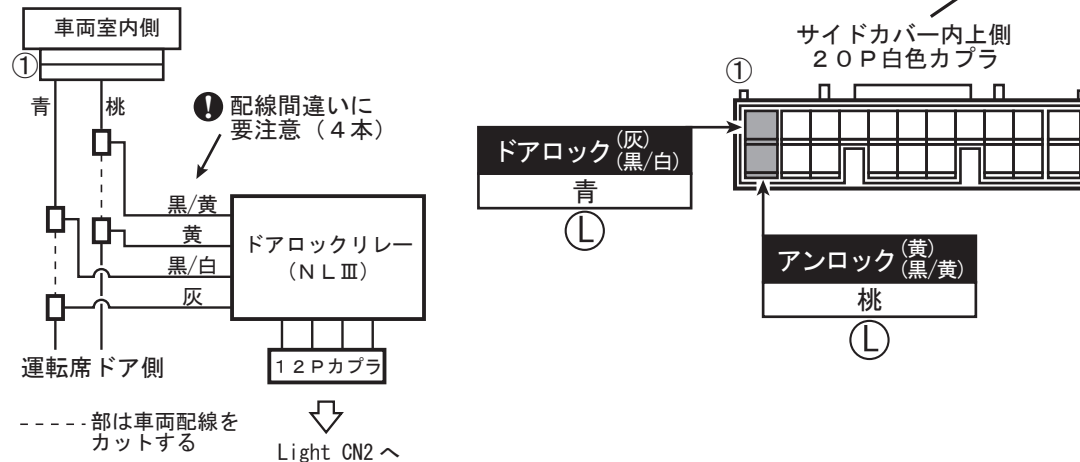 車両室内側
①
青
桃
! 配線間違いに
要注意（４本）
黒/黄
黄
黒/白
灰
ドアロックリレー
（ＮＬⅢ）
運転席ドア側
１２Ｐカプラ
-----部は車両配線を
カットする
Light CN2 へ
サイドカバー内上側
２０Ｐ白色カプラ
①
ドアロック (灰)(黒/白)
青
Ⓛ
アンロック (黄)(黒/黄)
桃
Ⓛ